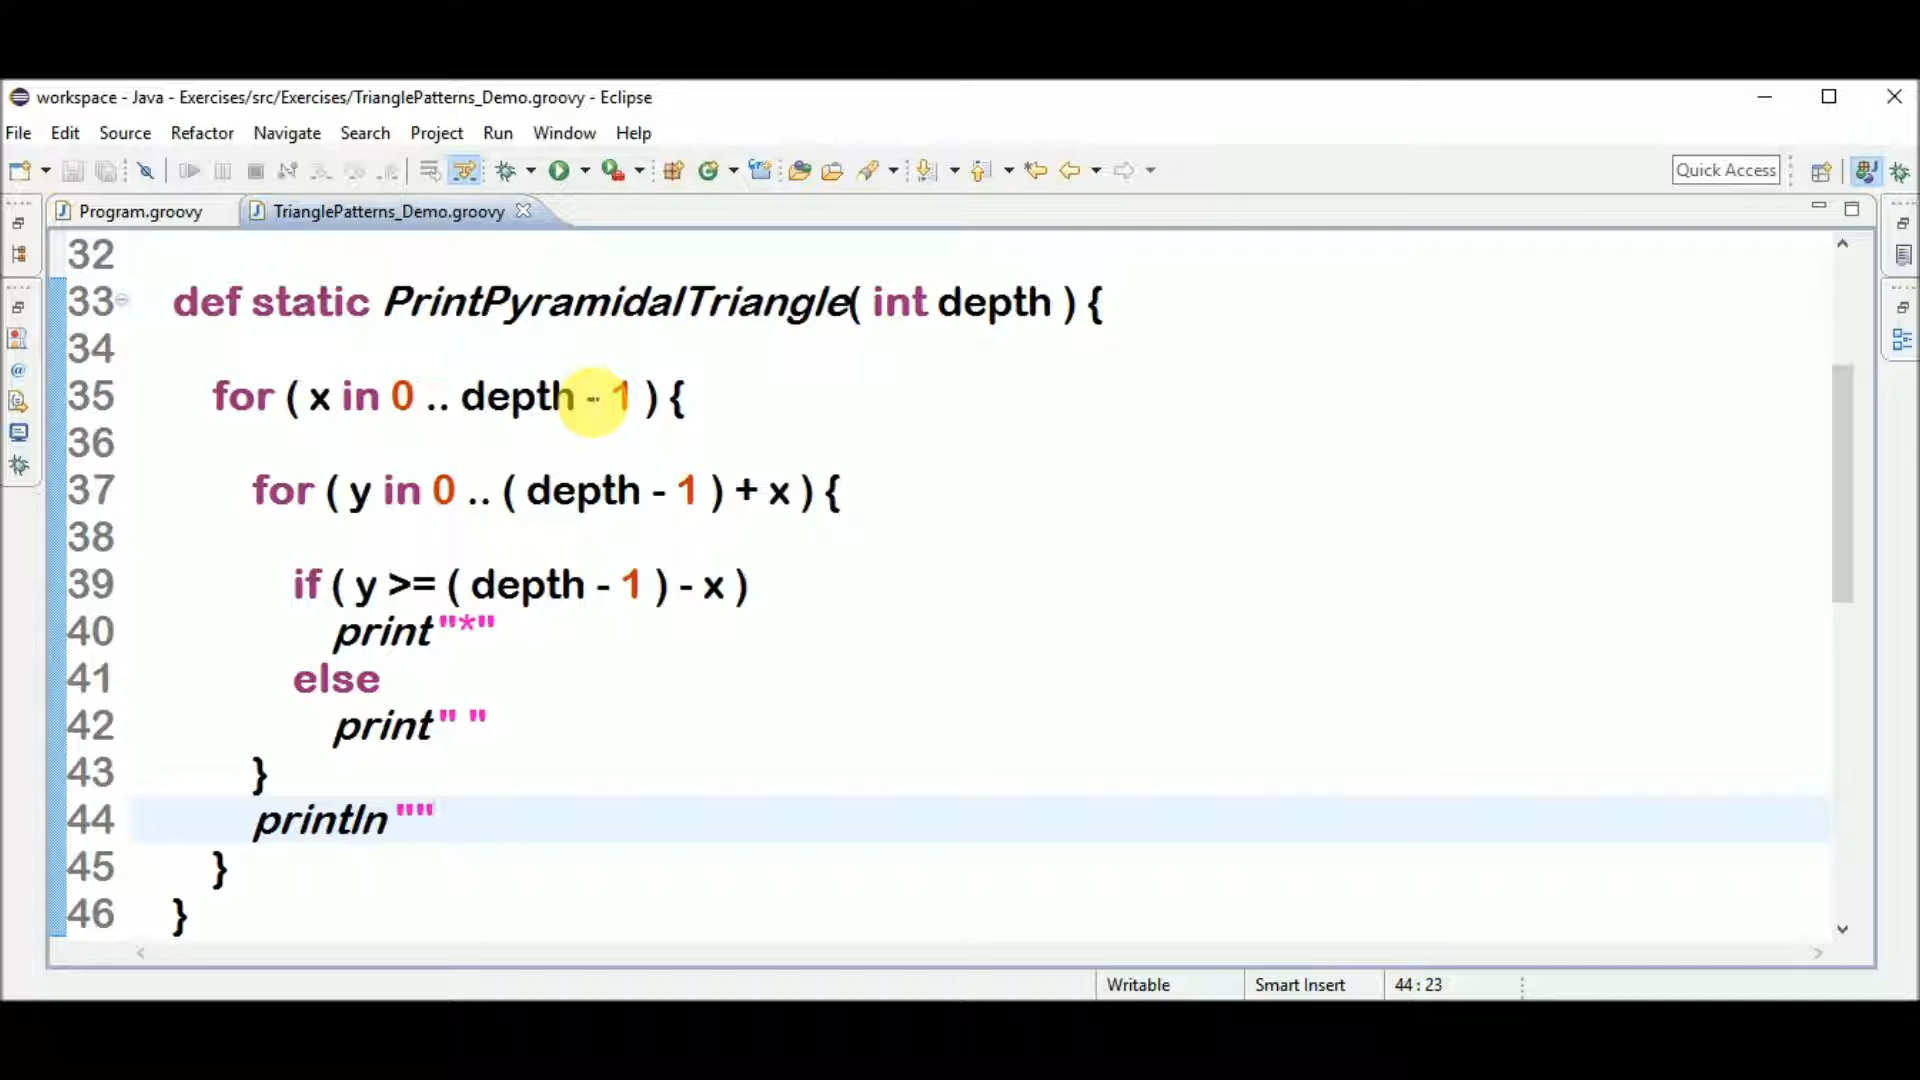 workspace - Java - Exercises/src/Exercises/TrianglePatterns_Demo.groovy - Eclipse
File Edit Source Refactor Navigate Search Project Run Window Help
Quick Access
Program.groovy TrianglePatterns_Demo.groovy
32
33 def static PrintPyramidalTriangle( int depth ) {
34
35 for ( x in 0 .. depth - 1 ) {
36
37 for ( y in 0 .. ( depth - 1 ) + x ) {
38
39 if ( y >= ( depth - 1 ) - x )
40 print "*"
41 else
42 print " "
43 }
44 println ""
45 }
46 }
Writable Smart Insert 44 : 23